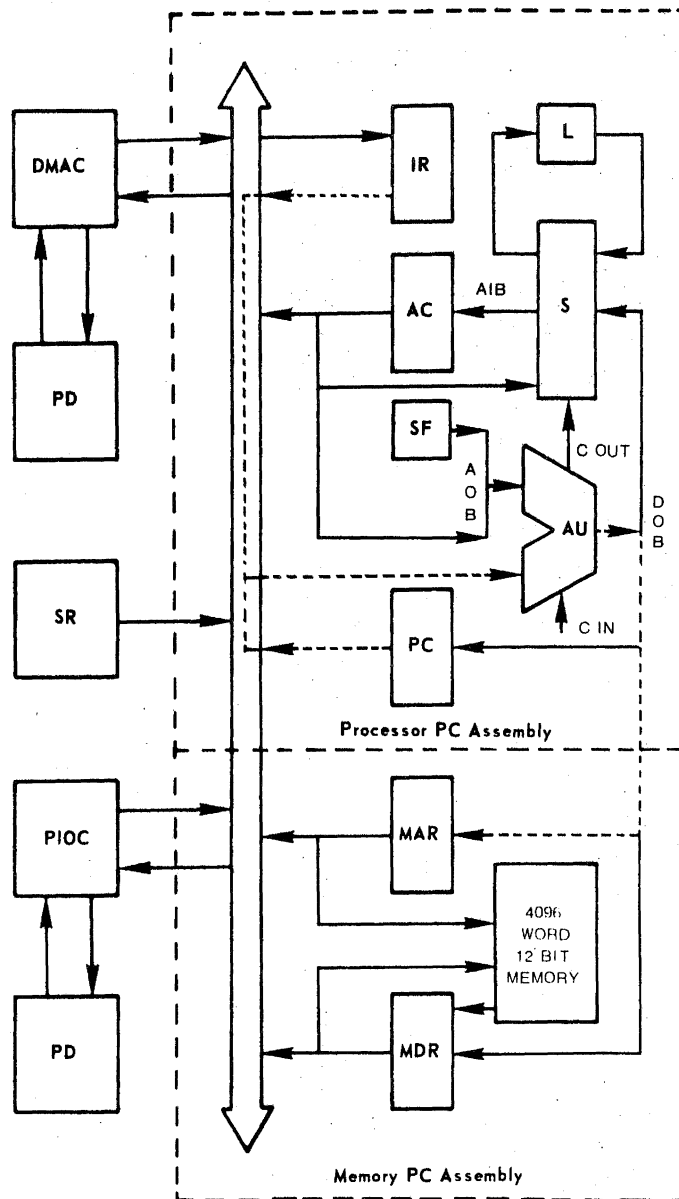 DMAC
IR
L
AC
AIB
S
PD
SF
A
O
B
C OUT
AU
D
O
B
SR
PC
C IN
Processor PC Assembly
PIOC
MAR
4096
WORD
12 BIT
MEMORY
PD
MDR
Memory PC Assembly